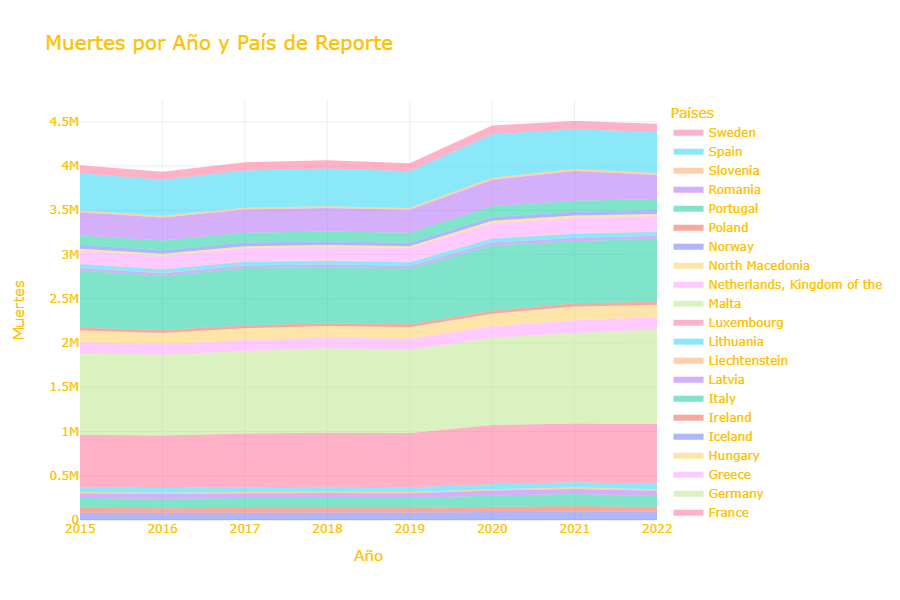 Muertes por Año y País de Reporte
Muertes
4.5M
4M
3.5M
3M
2.5M
2M
1.5M
1M
0.5M
0
2015 2016 2017 2018 2019 2020 2021 2022
Año
Países
Sweden
Spain
Slovenia
Romania
Portugal
Poland
Norway
North Macedonia
Netherlands, Kingdom of the
Malta
Luxembourg
Lithuania
Liechtenstein
Latvia
Italy
Ireland
Iceland
Hungary
Greece
Germany
France